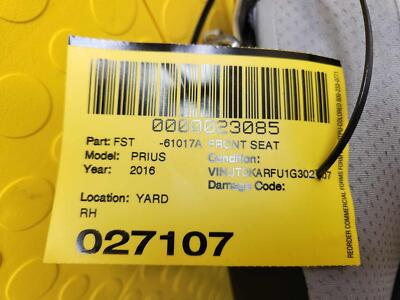 0000023085
Part: FST -61017A FRONT SEAT
Model: PRIUS Condition:
Year: 2016
Damage Code:
Location: YARD
RH
027107